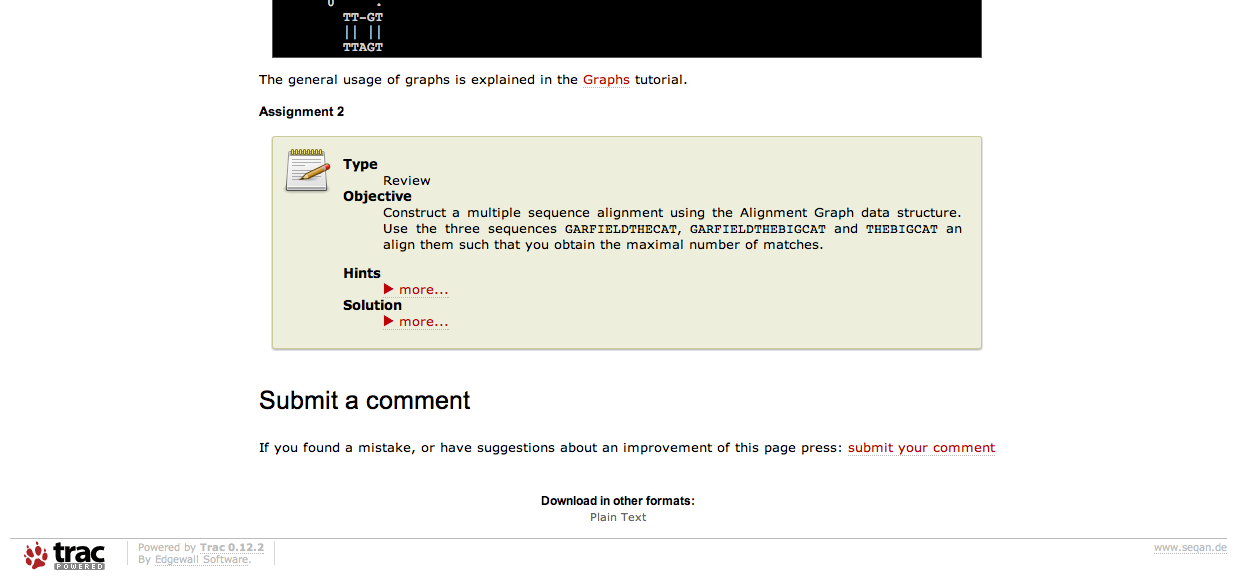 0 .
TT-GT
|| ||
TTAGT
The general usage of graphs is explained in the Graphs tutorial.
Assignment 2
Type
Review
Objective
Construct a multiple sequence alignment using the Alignment Graph data structure.
Use the three sequences GARFIELDTHECAT, GARFIELDTHEBIGCAT and THEBIGCAT an
align them such that you obtain the maximal number of matches.
Hints
▶ more...
Solution
▶ more...
Submit a comment
If you found a mistake, or have suggestions about an improvement of this page press: submit your comment
Download in other formats:
Plain Text
trac
POWERED
Powered by Trac 0.12.2
By Edgewall Software.
www.seqan.de